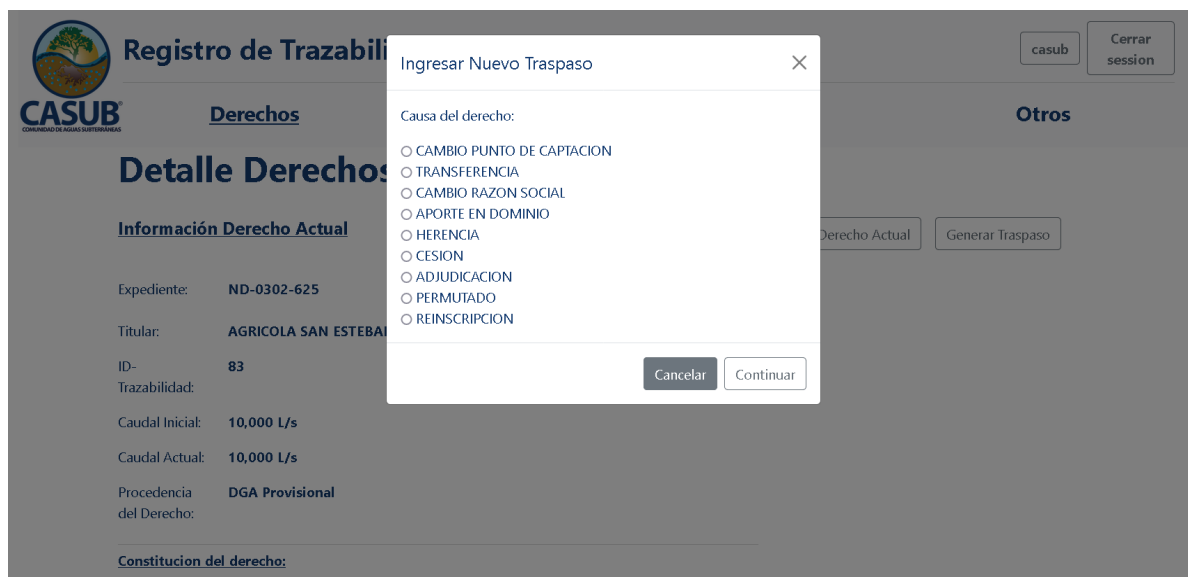 Registro de Trazabili
casub
Cerrar
session
CASUB
COMUNIDAD DE AGUAS SUBTERRÁNEAS
Derechos
Otros
Detalle Derechos
Información Derecho Actual
Derecho Actual
Generar Traspaso
Expediente: ND-0302-625
Titular: AGRICOLA SAN ESTEBA
ID-
Trazabilidad:
83
Caudal Inicial: 10,000 L/s
Caudal Actual: 10,000 L/s
Procedencia
del Derecho:
DGA Provisional
Constitucion del derecho:
Ingresar Nuevo Traspaso
Causa del derecho:
CAMBIO PUNTO DE CAPTACION
TRANSFERENCIA
CAMBIO RAZON SOCIAL
APORTE EN DOMINIO
HERENCIA
CESION
ADJUDICACION
PERMUTADO
REINSCRIPCION
Cancelar
Continuar